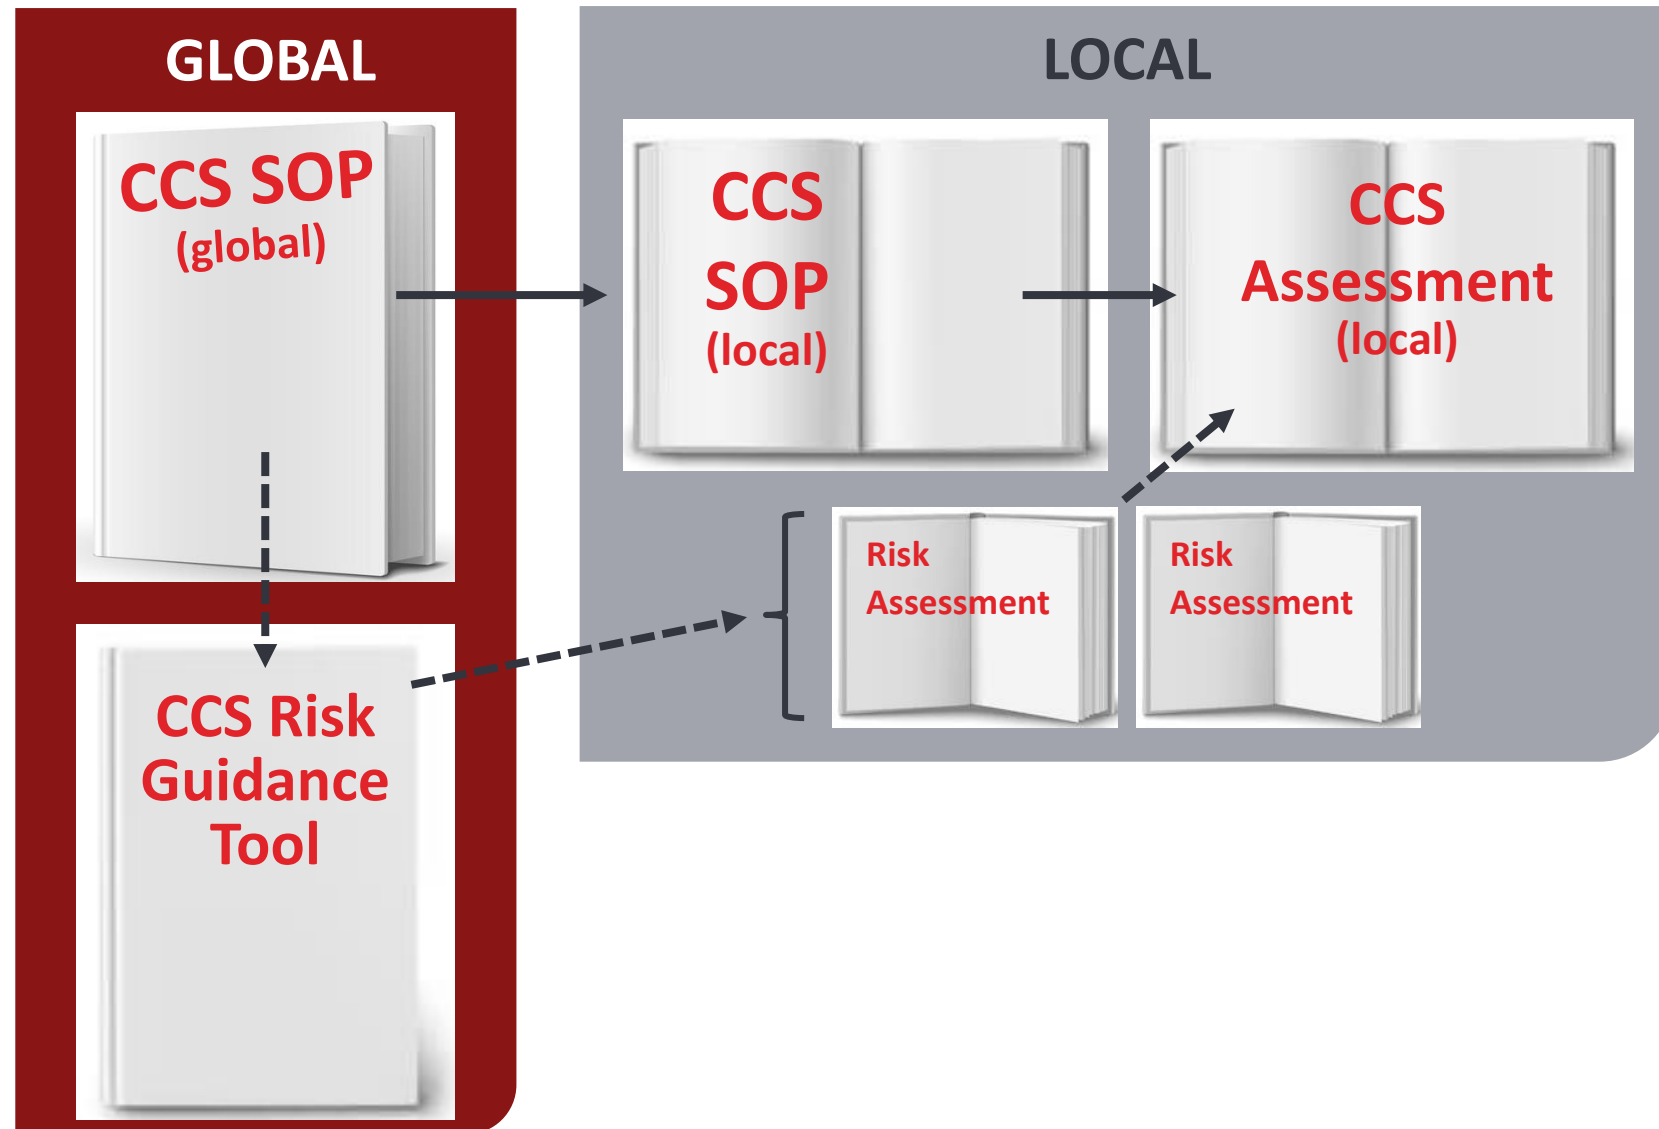 GLOBAL
CCS SOP
(global)
CCS Risk
Guidance
Tool
LOCAL
CCS
SOP
(local)
CCS
Assessment
(local)
Risk
Assessment
Risk
Assessment